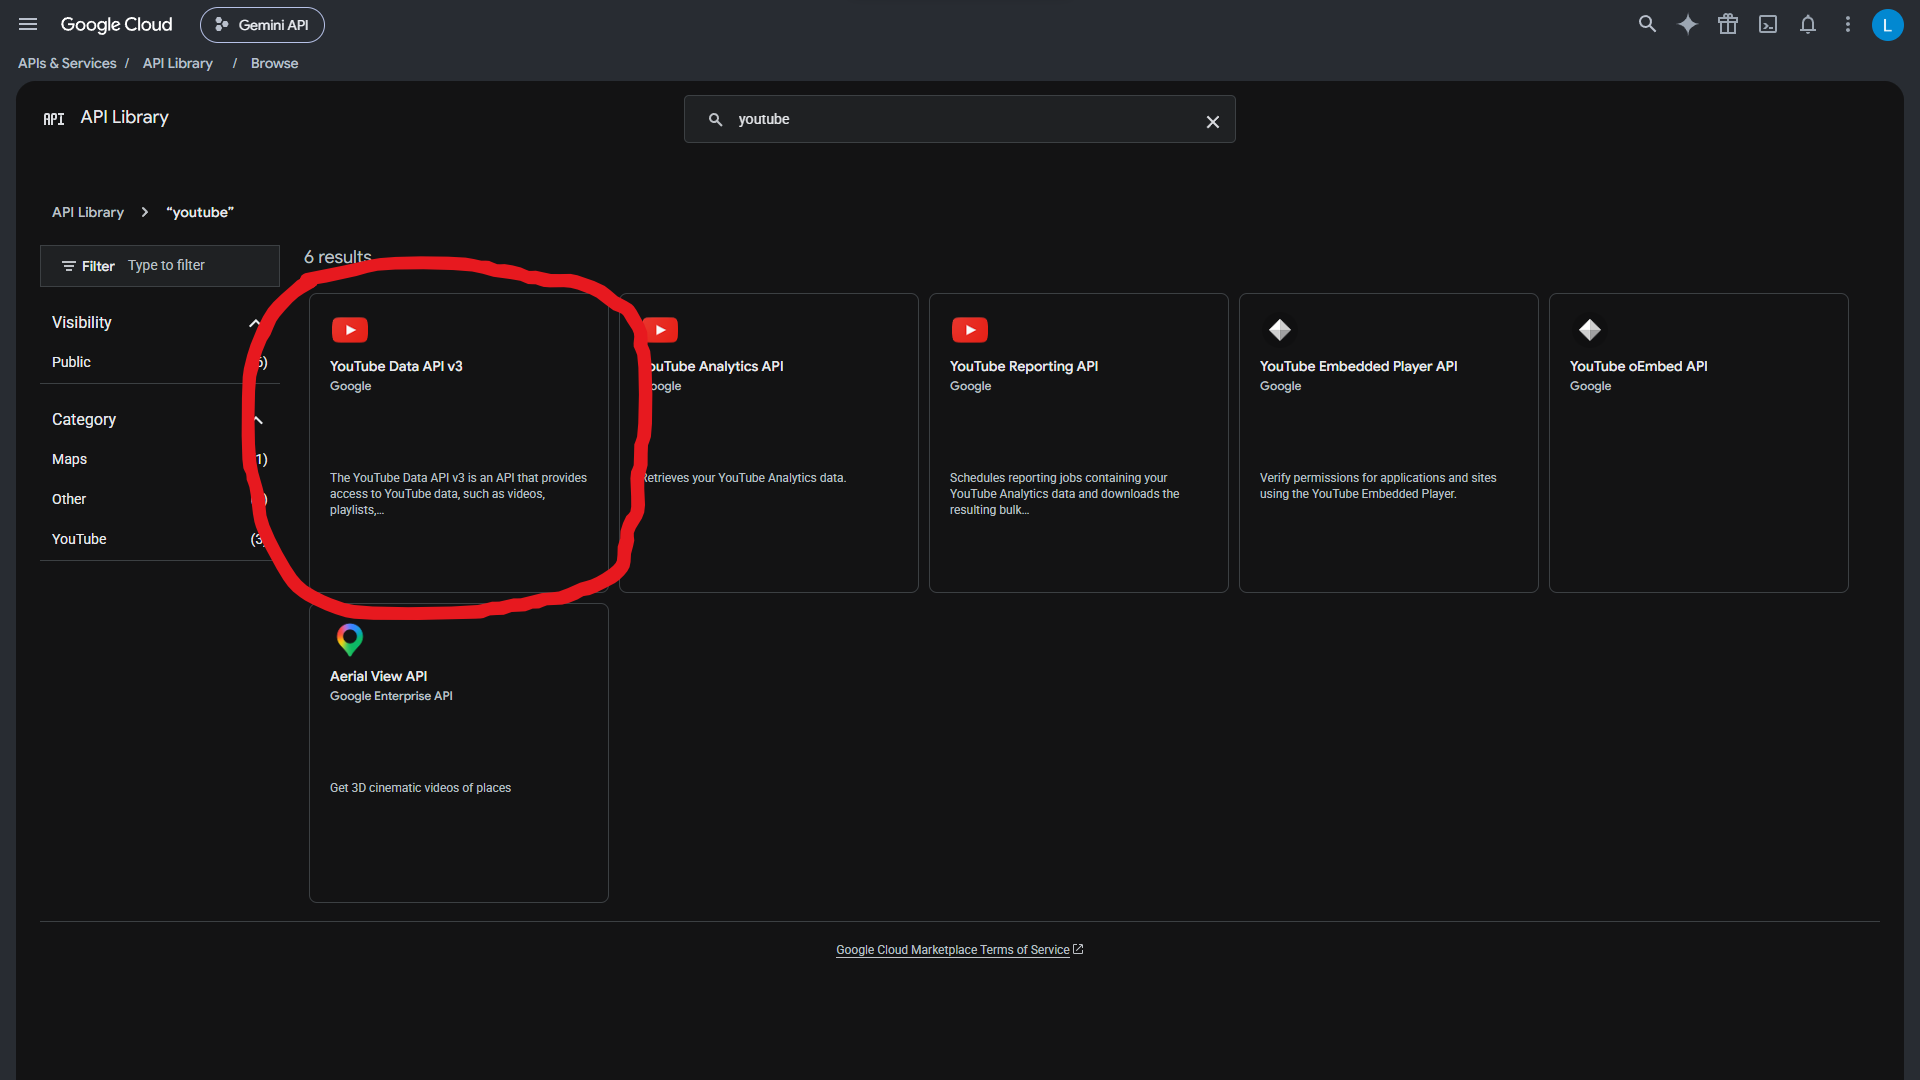 Google Cloud
Gemini API
L
APIs & Services / API Library / Browse
API API Library
youtube
API Library > “youtube”
Filter Type to filter
6 results
Visibility
Public
Category
Maps
Other
YouTube (3
YouTube Data API v3
Google
The YouTube Data API v3 is an API that provides
access to YouTube data, such as videos,
playlists,...
YouTube Analytics API
Google
Retrieves your YouTube Analytics data.
YouTube Reporting API
Google
Schedules reporting jobs containing your
YouTube Analytics data and downloads the
resulting bulk...
YouTube Embedded Player API
Google
Verify permissions for applications and sites
using the YouTube Embedded Player.
YouTube oEmbed API
Google
Aerial View API
Google Enterprise API
Get 3D cinematic videos of places
Google Cloud Marketplace Terms of Service